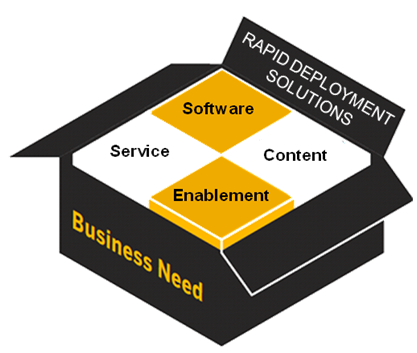 RAPID DEPLOYMENT
SOLUTIONS
Software
Service
Content
Enablement
Business Need